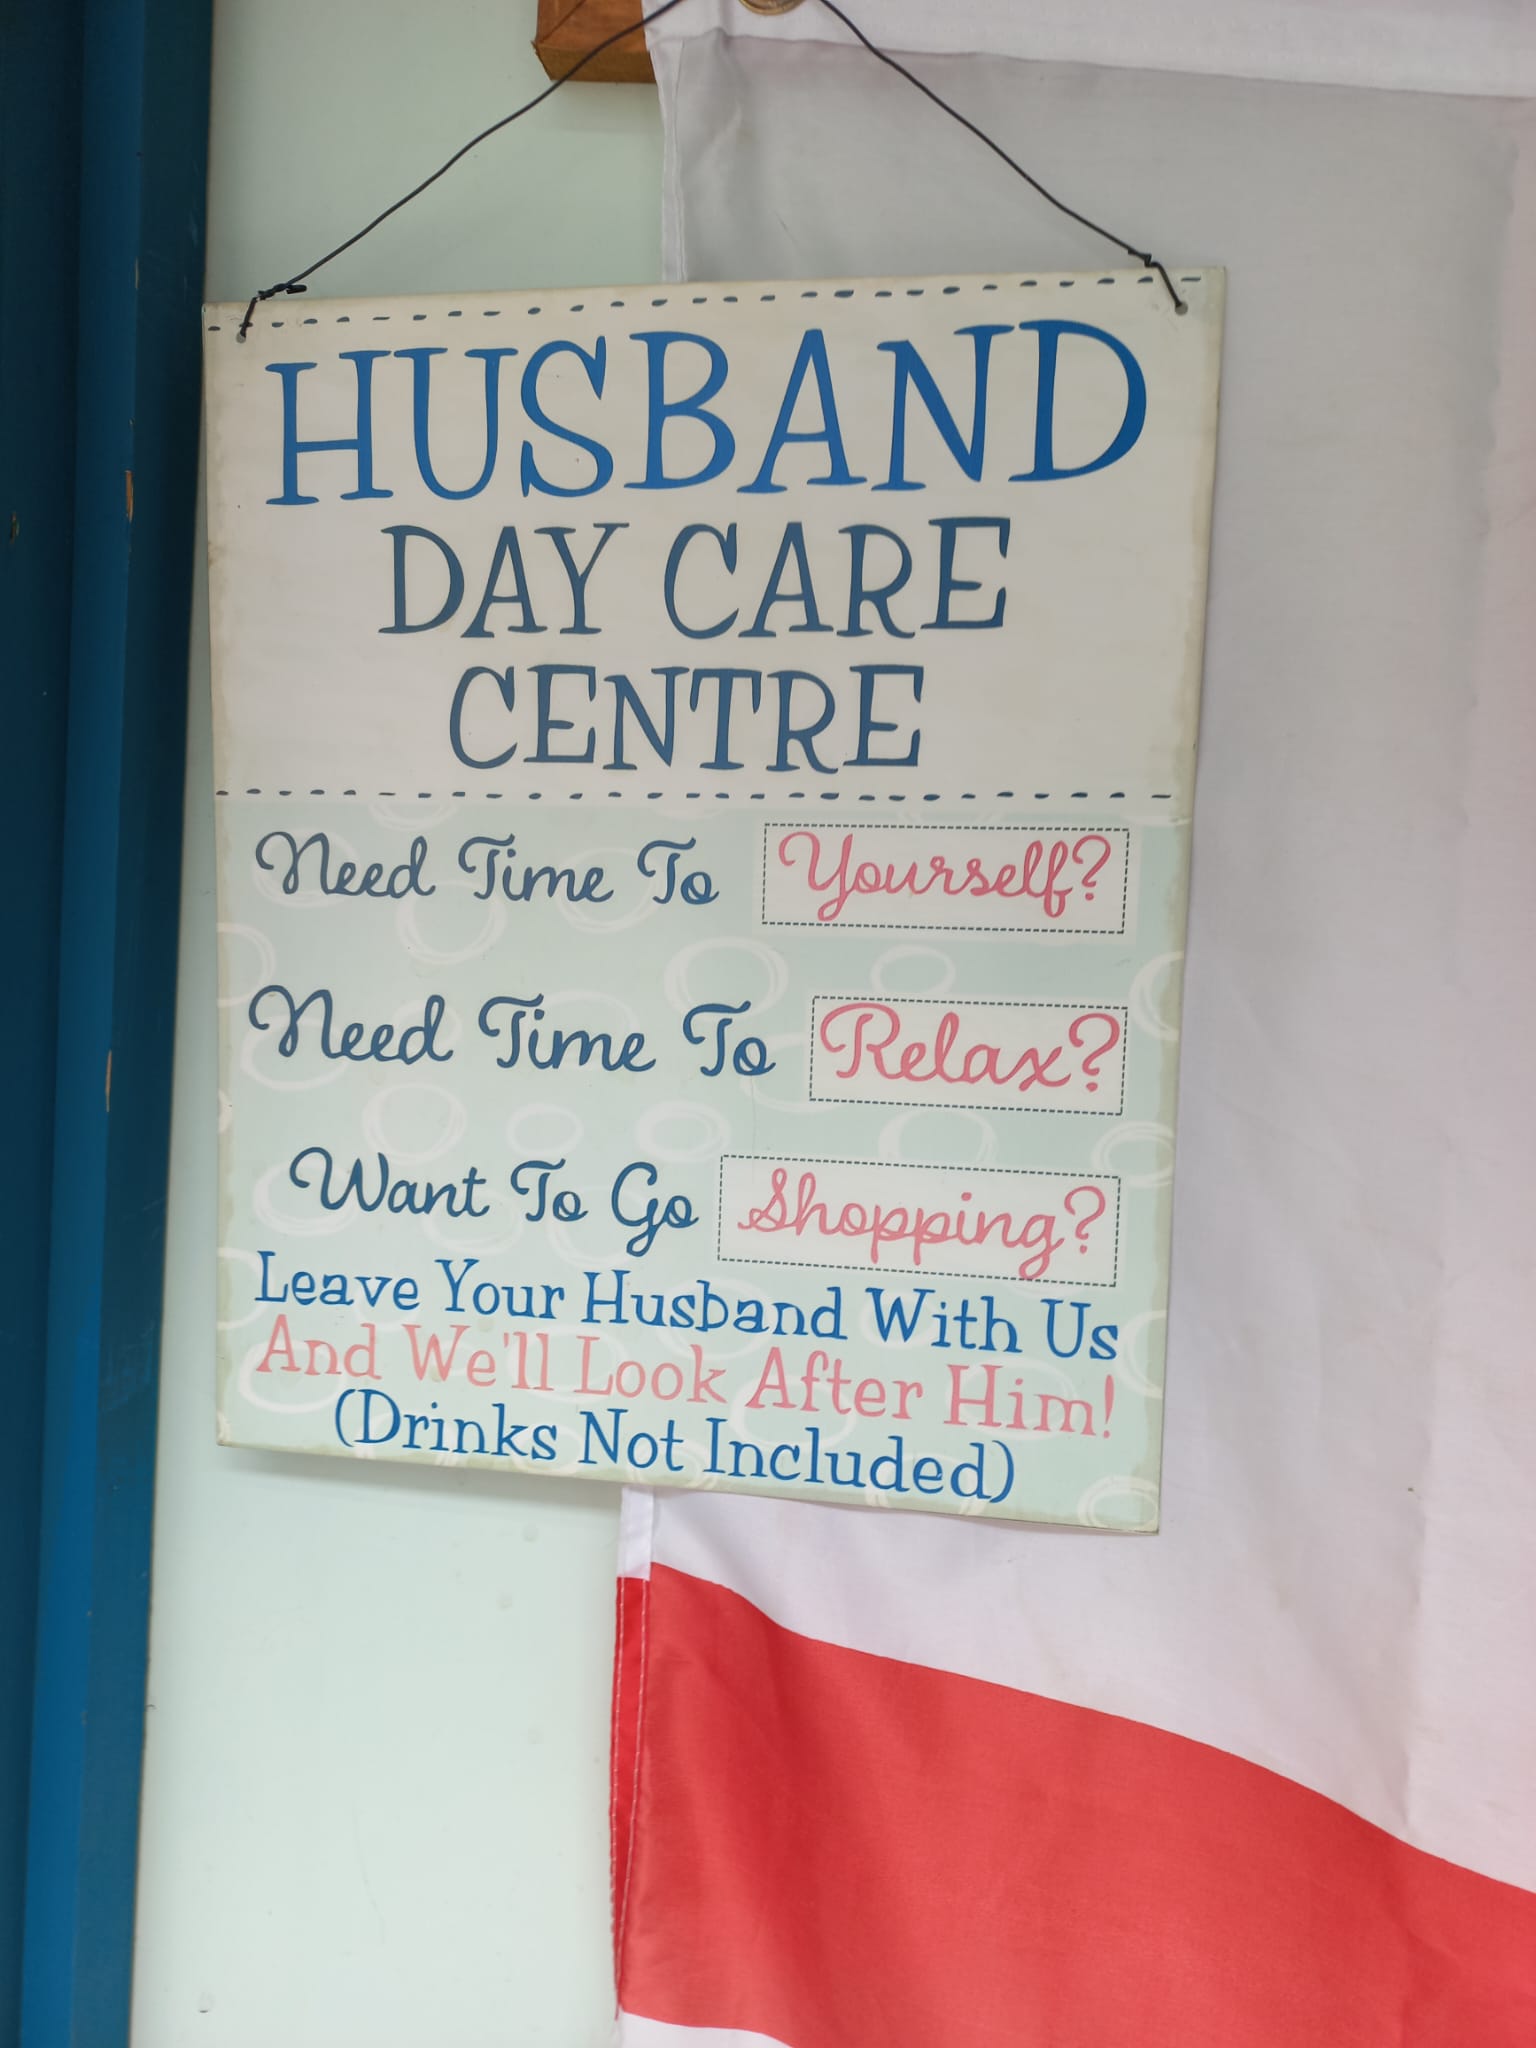 HUSBAND
DAY CARE
CENTRE
Need Time To Yourself?
Need Time To Relax?
Want To Go Shopping?
Leave Your Husband With Us
And We'll Look After Him!
(Drinks Not Included)